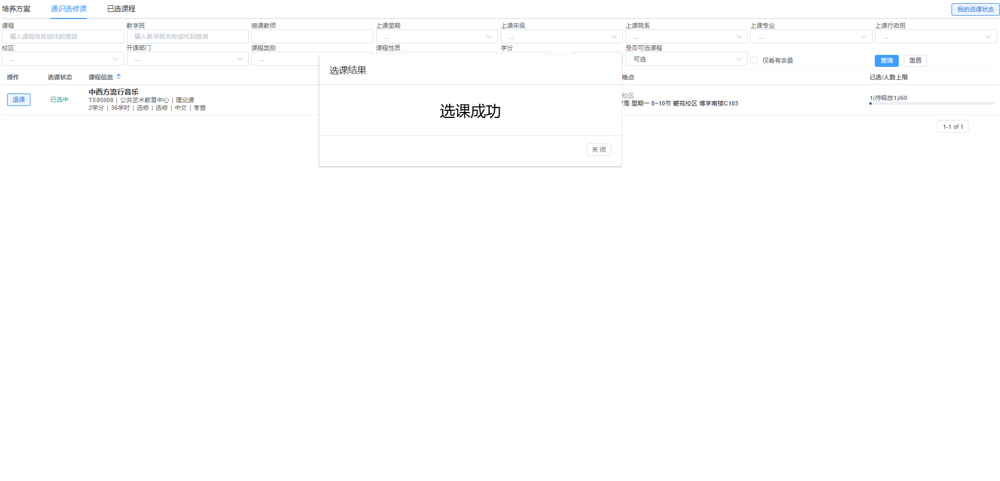 培养方案 通识选修课 已选课程 我的选课状态
课程 教学班 授课教师 上课星期 上课年级 上课院系 上课专业 上课行政班
输入课程名称或代码查询 输入教学班名称或代码查询 ... ... ... ... ...
校区 开课部门 课程类别 课程性质 学分 是否可选课程
... ... ... 可选 仅看有余量 查询 重置
选课结果
操作 选课状态 课程信息 地点 已选/人数上限
中西方流行音乐
退课 已选中 TX05008 | 公共艺术教育中心 | 理论课
2学分 | 36学时 | 选修 | 选修 | 中文 | 考查
校区
7周 星期一 8~10节 校区 博学南楼C103
1(待释放1)/60
选课成功
1-1 of 1
关 闭